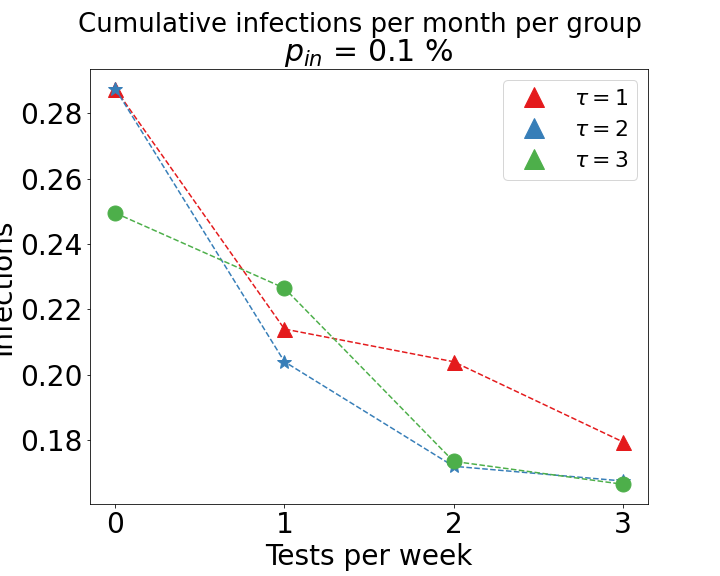 Cumulative infections per month per group
p_in = 0.1 %
τ = 1
τ = 2
τ = 3
0.28
0.26
0.24
0.22
0.20
0.18
Infections
0 1 2 3
Tests per week